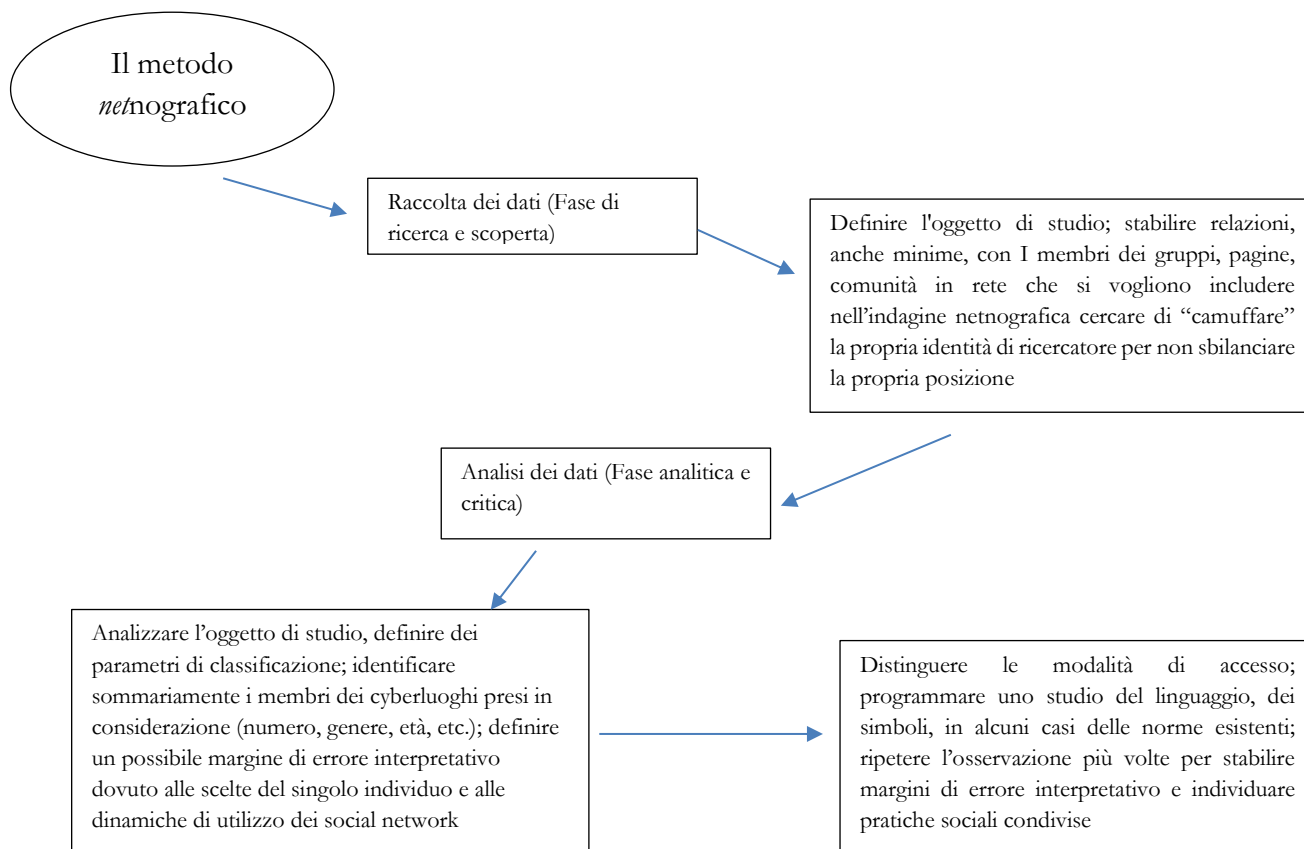 Il metodo
netnografico
Raccolta dei dati (Fase di
ricerca e scoperta)
Definire l'oggetto di studio; stabilire relazioni,
anche minime, con I membri dei gruppi, pagine,
comunità in rete che si vogliono includere
nell’indagine netnografica cercare di “camuffare”
la propria identità di ricercatore per non sbilanciare
la propria posizione
Analisi dei dati (Fase analitica e
critica)
Analizzare l’oggetto di studio, definire dei
parametri di classificazione; identificare
sommariamente i membri dei cyberluoghi presi in
considerazione (numero, genere, età, etc.); definire
un possibile margine di errore interpretativo
dovuto alle scelte del singolo individuo e alle
dinamiche di utilizzo dei social network
Distinguere le modalità di accesso;
programmare uno studio del linguaggio, dei
simboli, in alcuni casi delle norme esistenti;
ripetere l’osservazione più volte per stabilire
margini di errore interpretativo e individuare
pratiche sociali condivise